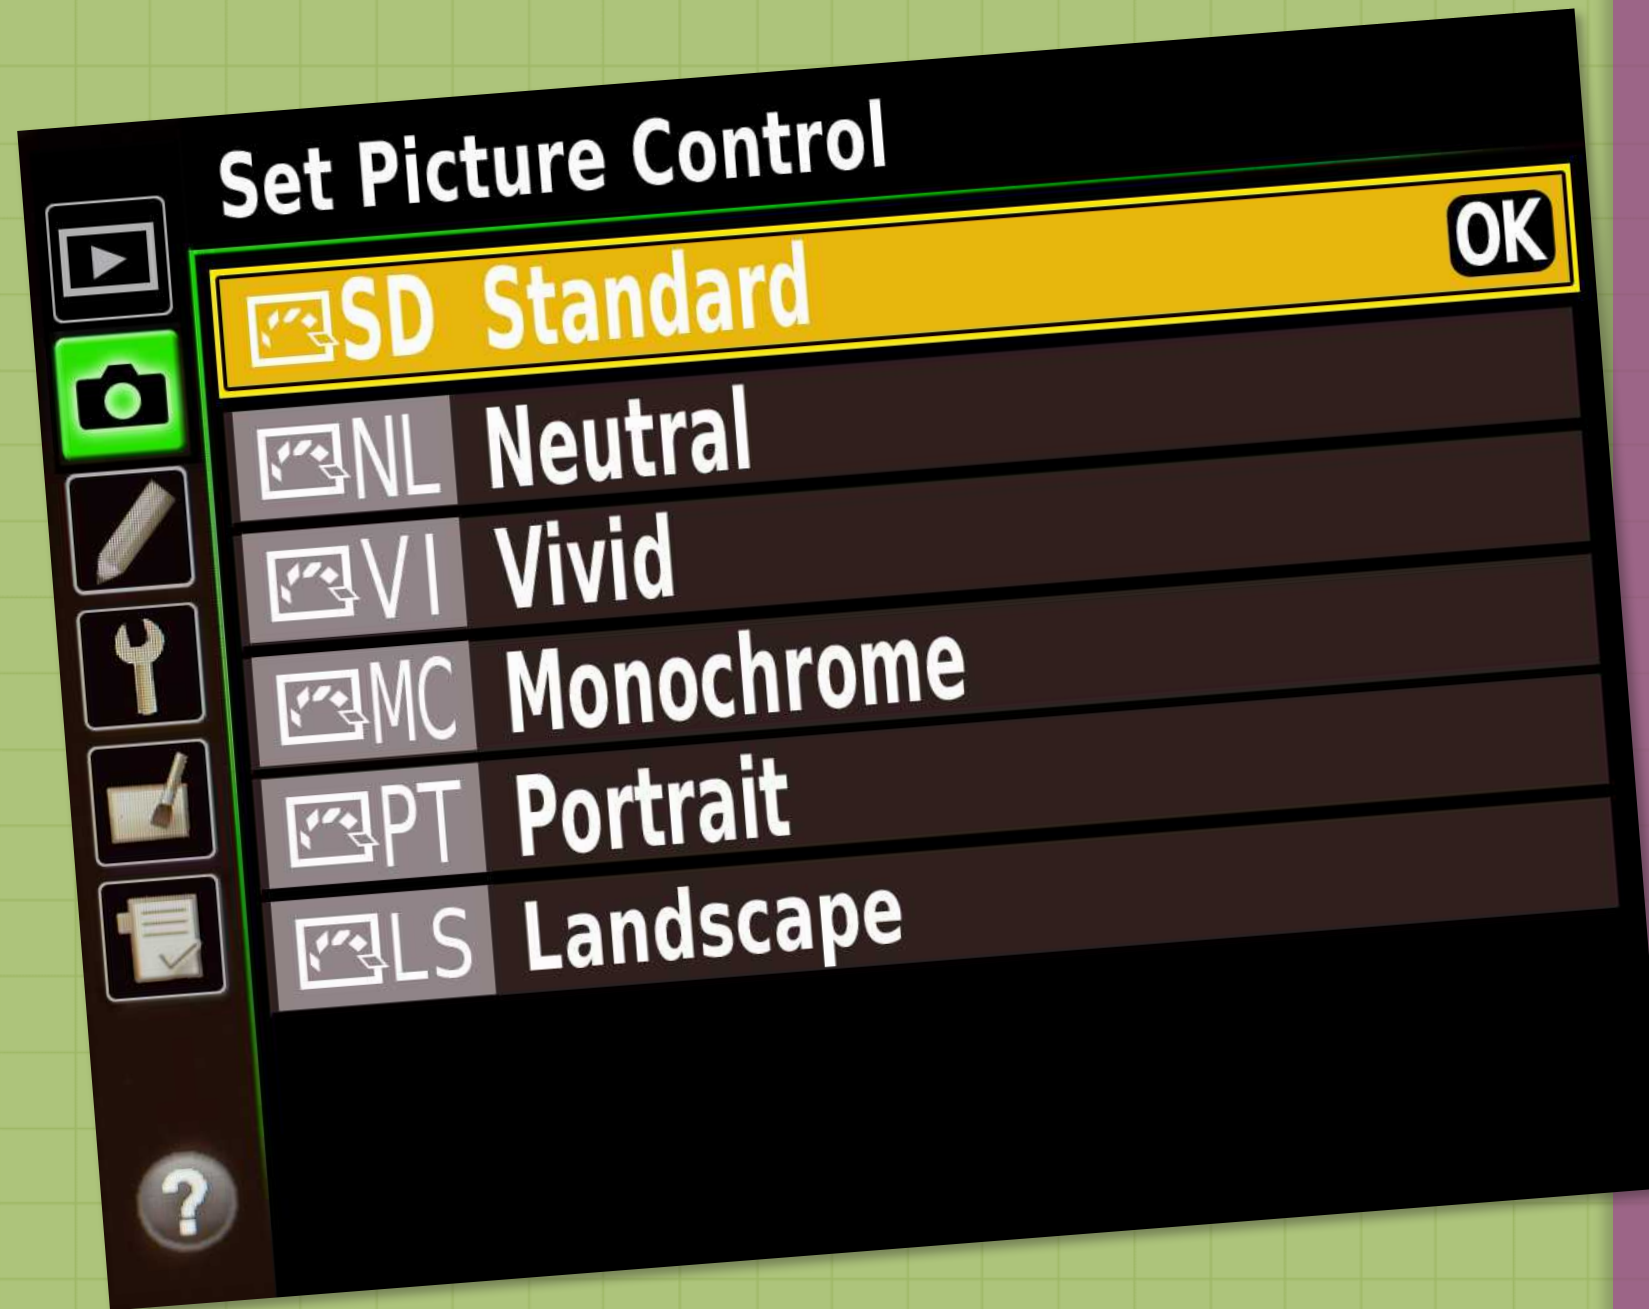 Set Picture Control
SD Standard OK
NL Neutral
VI Vivid
MC Monochrome
PT Portrait
LS Landscape
?